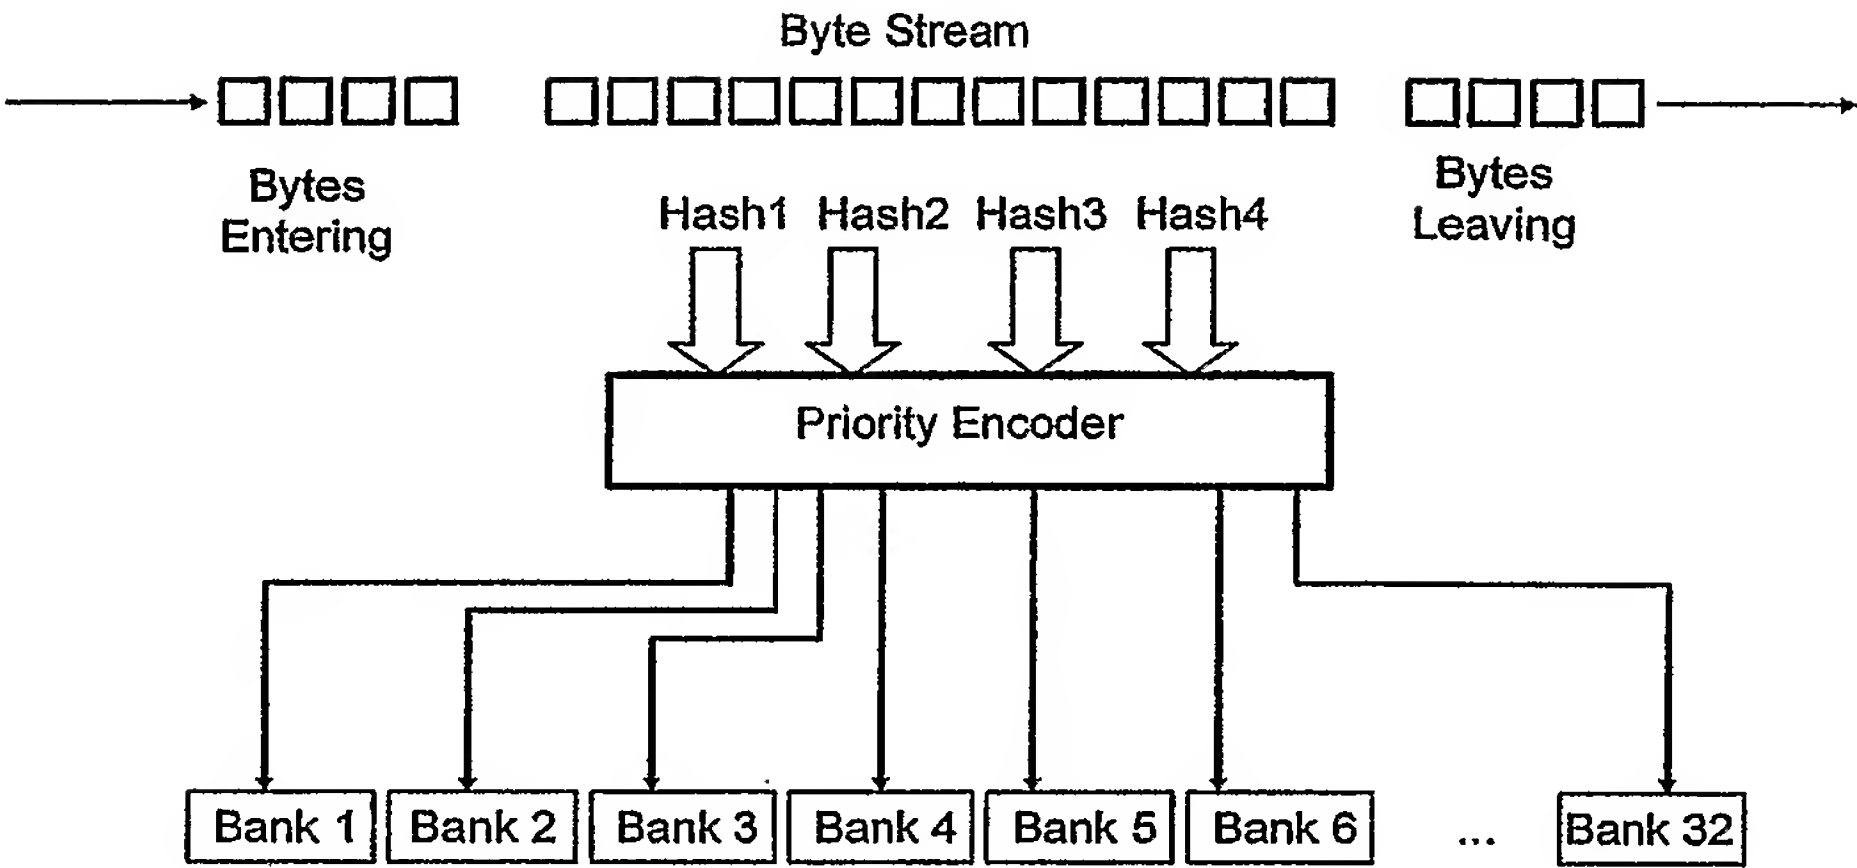 Byte Stream
Bytes
Entering
Bytes
Leaving
Hash1 Hash2 Hash3 Hash4
Priority Encoder
Bank 1 Bank 2 Bank 3 Bank 4 Bank 5 Bank 6 ... Bank 32